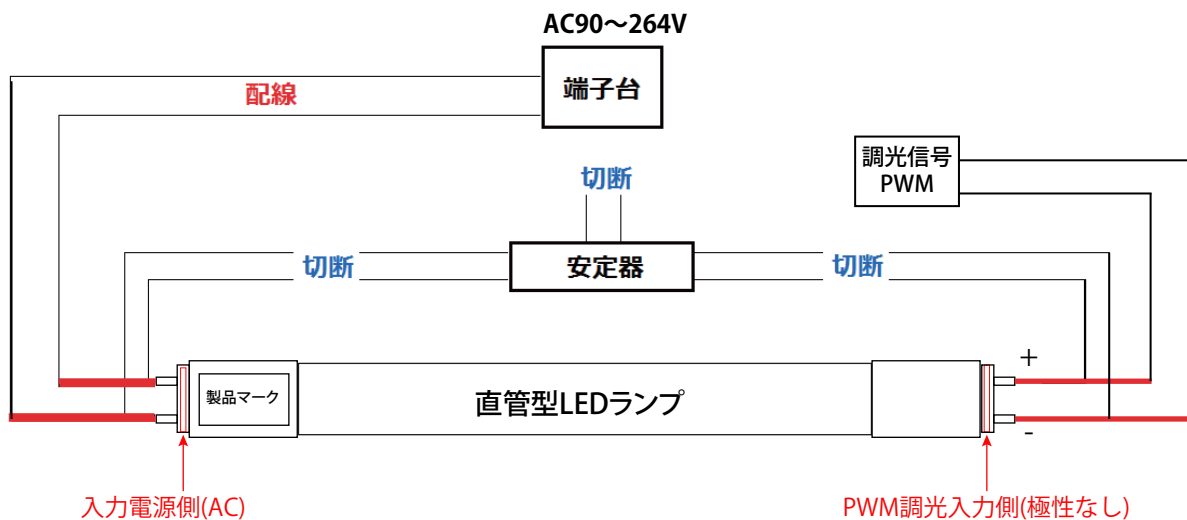 AC90～264V
端子台
配線
調光信号
PWM
切断
切断
安定器
切断
+
製品マーク
直管型LEDランプ
-
入力電源側(AC)
PWM調光入力側(極性なし)